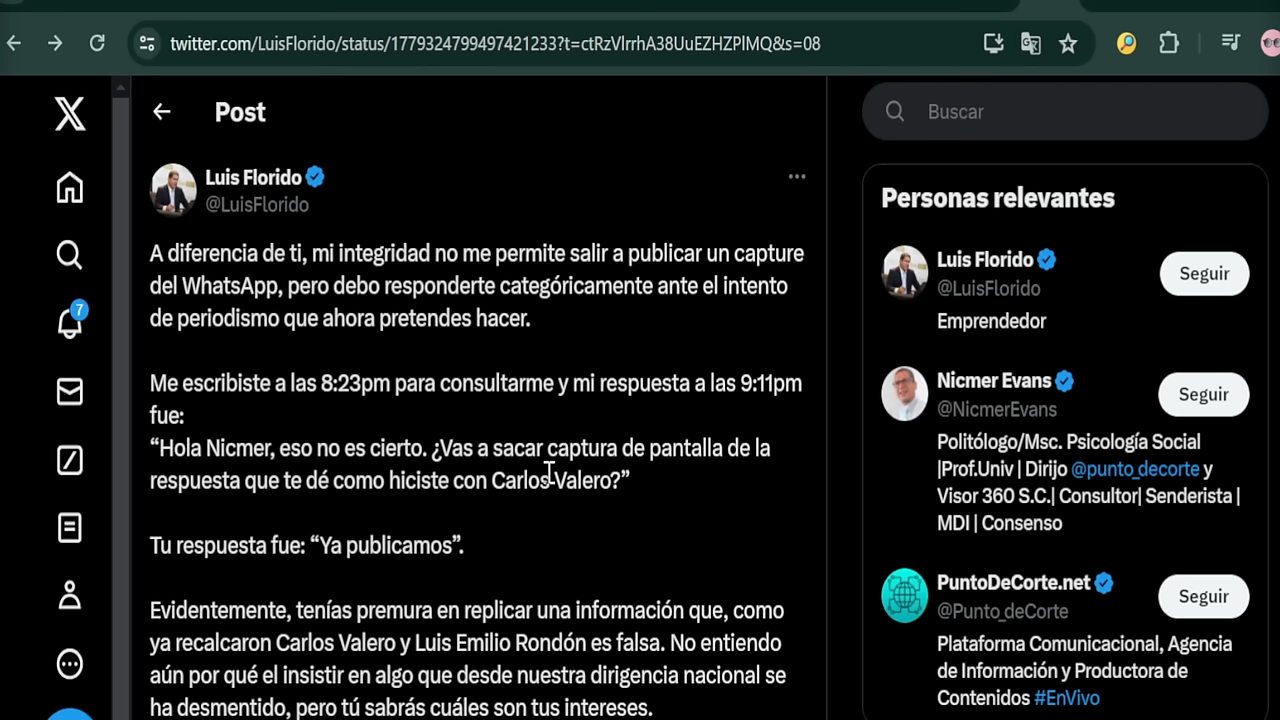 twitter.com/LuisFlorido/status/1779324799497421233?t=ctRzVlrrhA38UuEZHZPlMQ&s=08
X
7
Post
Luis Florido
@LuisFlorido
A diferencia de ti, mi integridad no me permite salir a publicar un capture
del WhatsApp, pero debo responderte categóricamente ante el intento
de periodismo que ahora pretendes hacer.
Me escribiste a las 8:23pm para consultarme y mi respuesta a las 9:11pm
fue:
“Hola Nicmer, eso no es cierto. ¿Vas a sacar captura de pantalla de la
respuesta que te dé como hiciste con Carlos Valero?”
Tu respuesta fue: “Ya publicamos”.
Evidentemente, tenías premura en replicar una información que, como
ya recalcaron Carlos Valero y Luis Emilio Rondón es falsa. No entiendo
aún por qué el insistir en algo que desde nuestra dirigencia nacional se
ha desmentido, pero tú sabrás cuáles son tus intereses.
Buscar
Personas relevantes
Luis Florido
@LuisFlorido
Seguir
Emprendedor
Nicmer Evans
@NicmerEvans
Seguir
Politólogo/Msc. Psicología Social
|Prof.Univ | Dirijo @punto_decorte y
Visor 360 S.C.| Consultor| Senderista |
MDI | Consenso
PuntoDeCorte.net
@Punto_deCorte
Seguir
Plataforma Comunicacional, Agencia
de Información y Productora de
Contenidos #EnVivo